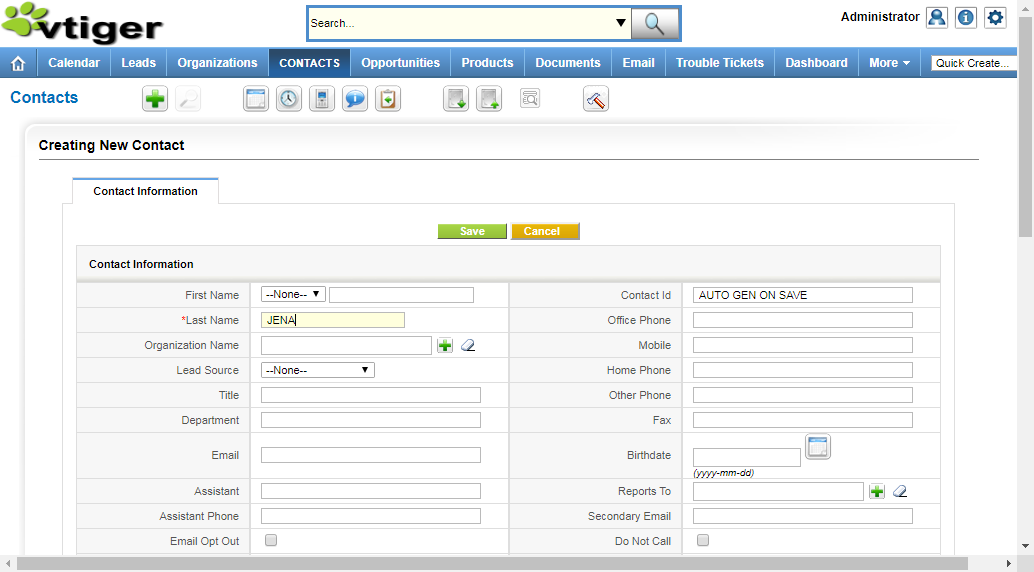 vtiger
Search...
Administrator
Calendar Leads Organizations CONTACTS Opportunities Products Documents Email Trouble Tickets Dashboard More Quick Create...
Contacts
Creating New Contact
Contact Information
Save Cancel
Contact Information
First Name --None-- Contact Id AUTO GEN ON SAVE
*Last Name JENA Office Phone
Organization Name Mobile
Lead Source --None-- Home Phone
Title Other Phone
Department Fax
Email Birthdate
(yyyy-mm-dd)
Assistant Reports To
Assistant Phone Secondary Email
Email Opt Out Do Not Call